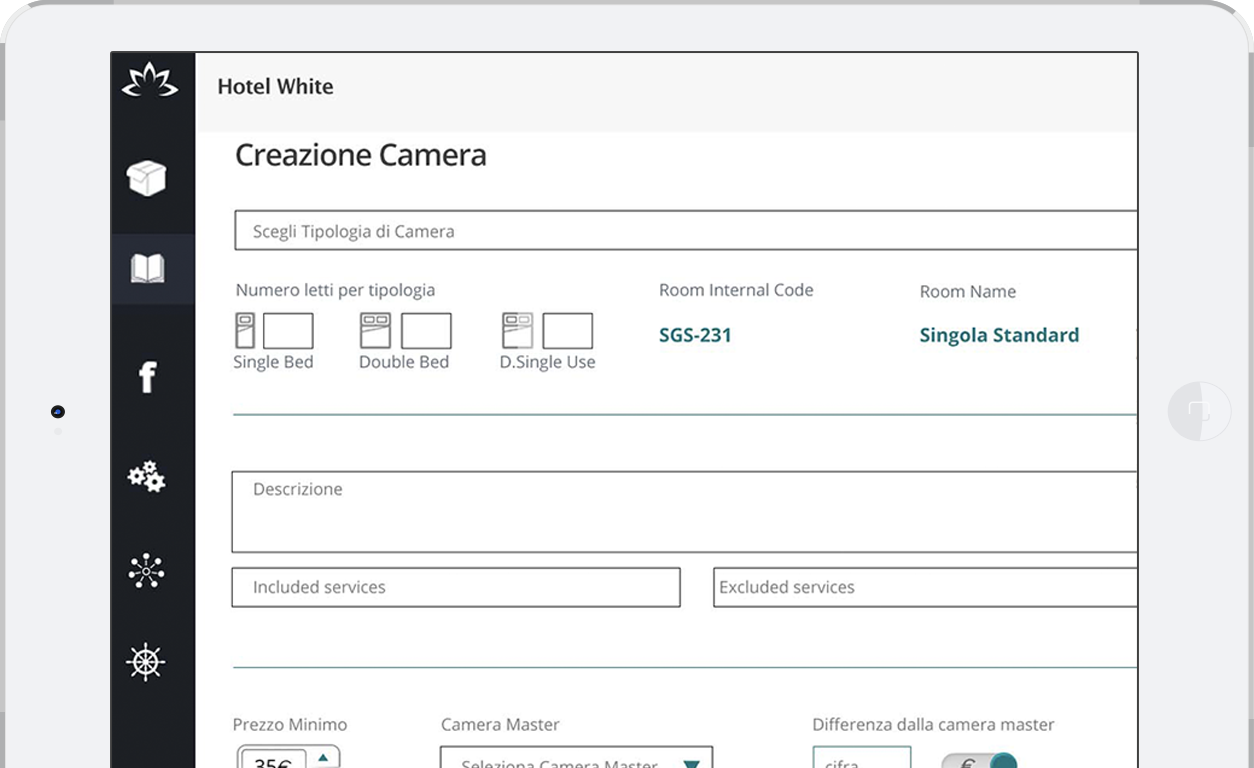 Hotel White
Creazione Camera
Scegli Tipologia di Camera
Numero letti per tipologia
Room Internal Code
Room Name
SGS-231
Singola Standard
Single Bed
Double Bed
D.Single Use
Descrizione
Included services
Excluded services
Prezzo Minimo
Camera Master
Differenza dalla camera master
35€
Seleziona Camera Master
cifra
€